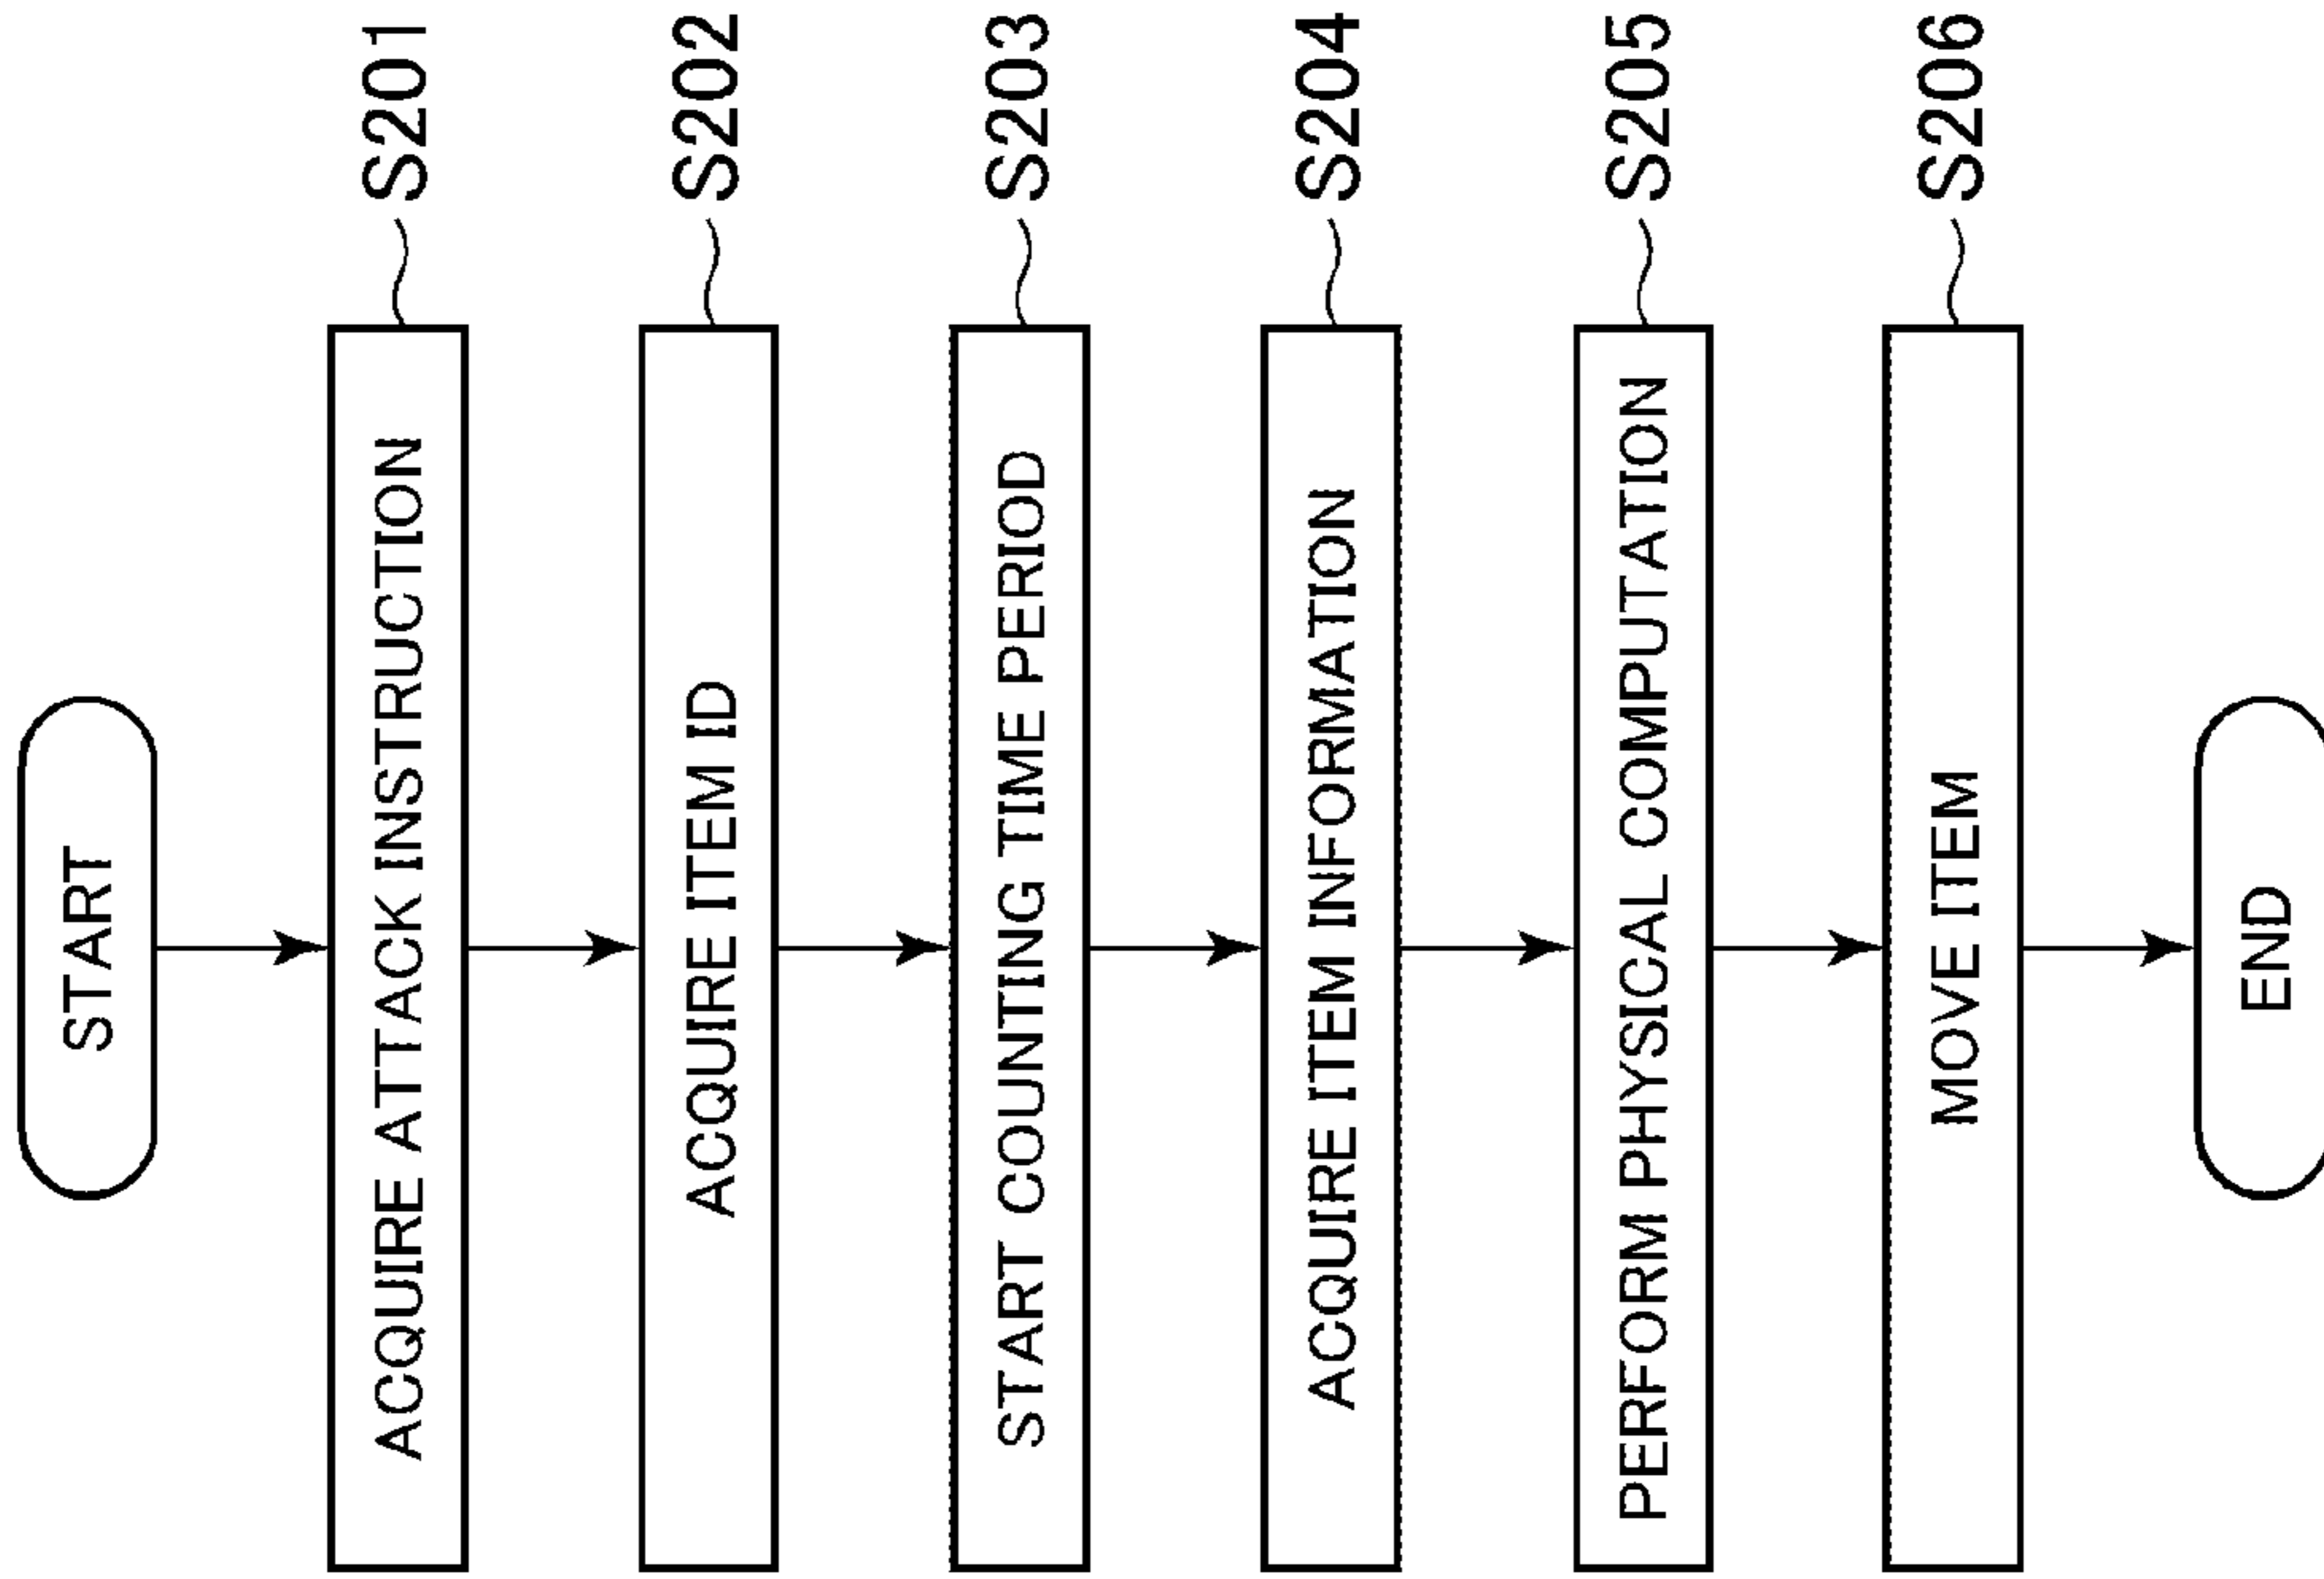 START
ACQUIRE ATTACK INSTRUCTION
S201
ACQUIRE ITEM ID
S202
START COUNTING TIME PERIOD
S203
ACQUIRE ITEM INFORMATION
S204
PERFORM PHYSICAL COMPUTATION
S205
MOVE ITEM
S206
END